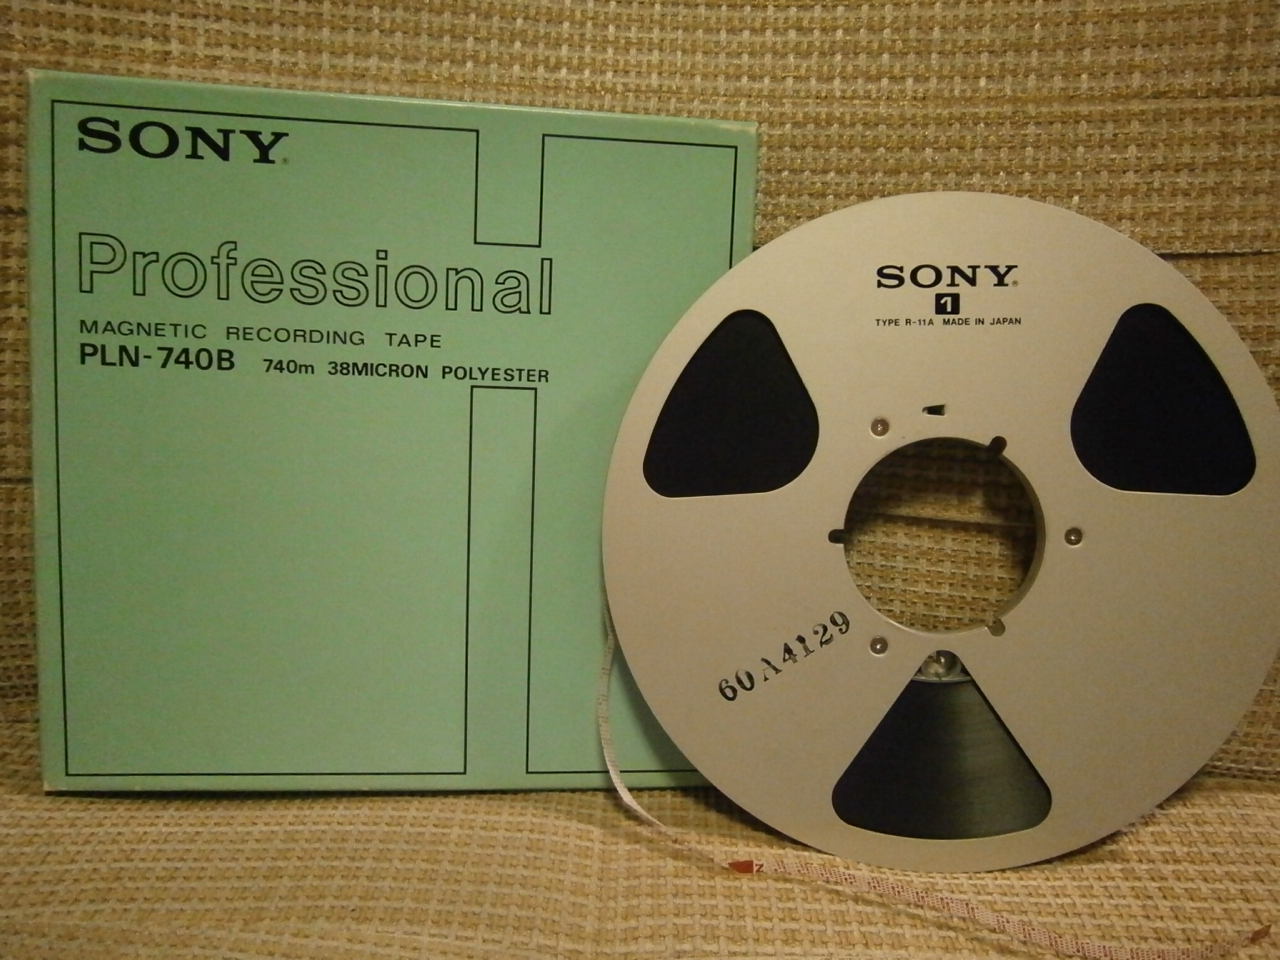 SONY
Professional
MAGNETIC RECORDING TAPE
PLN-740B 740m 38MICRON POLYESTER
SONY
1
TYPE R-11A MADE IN JAPAN
60A4129